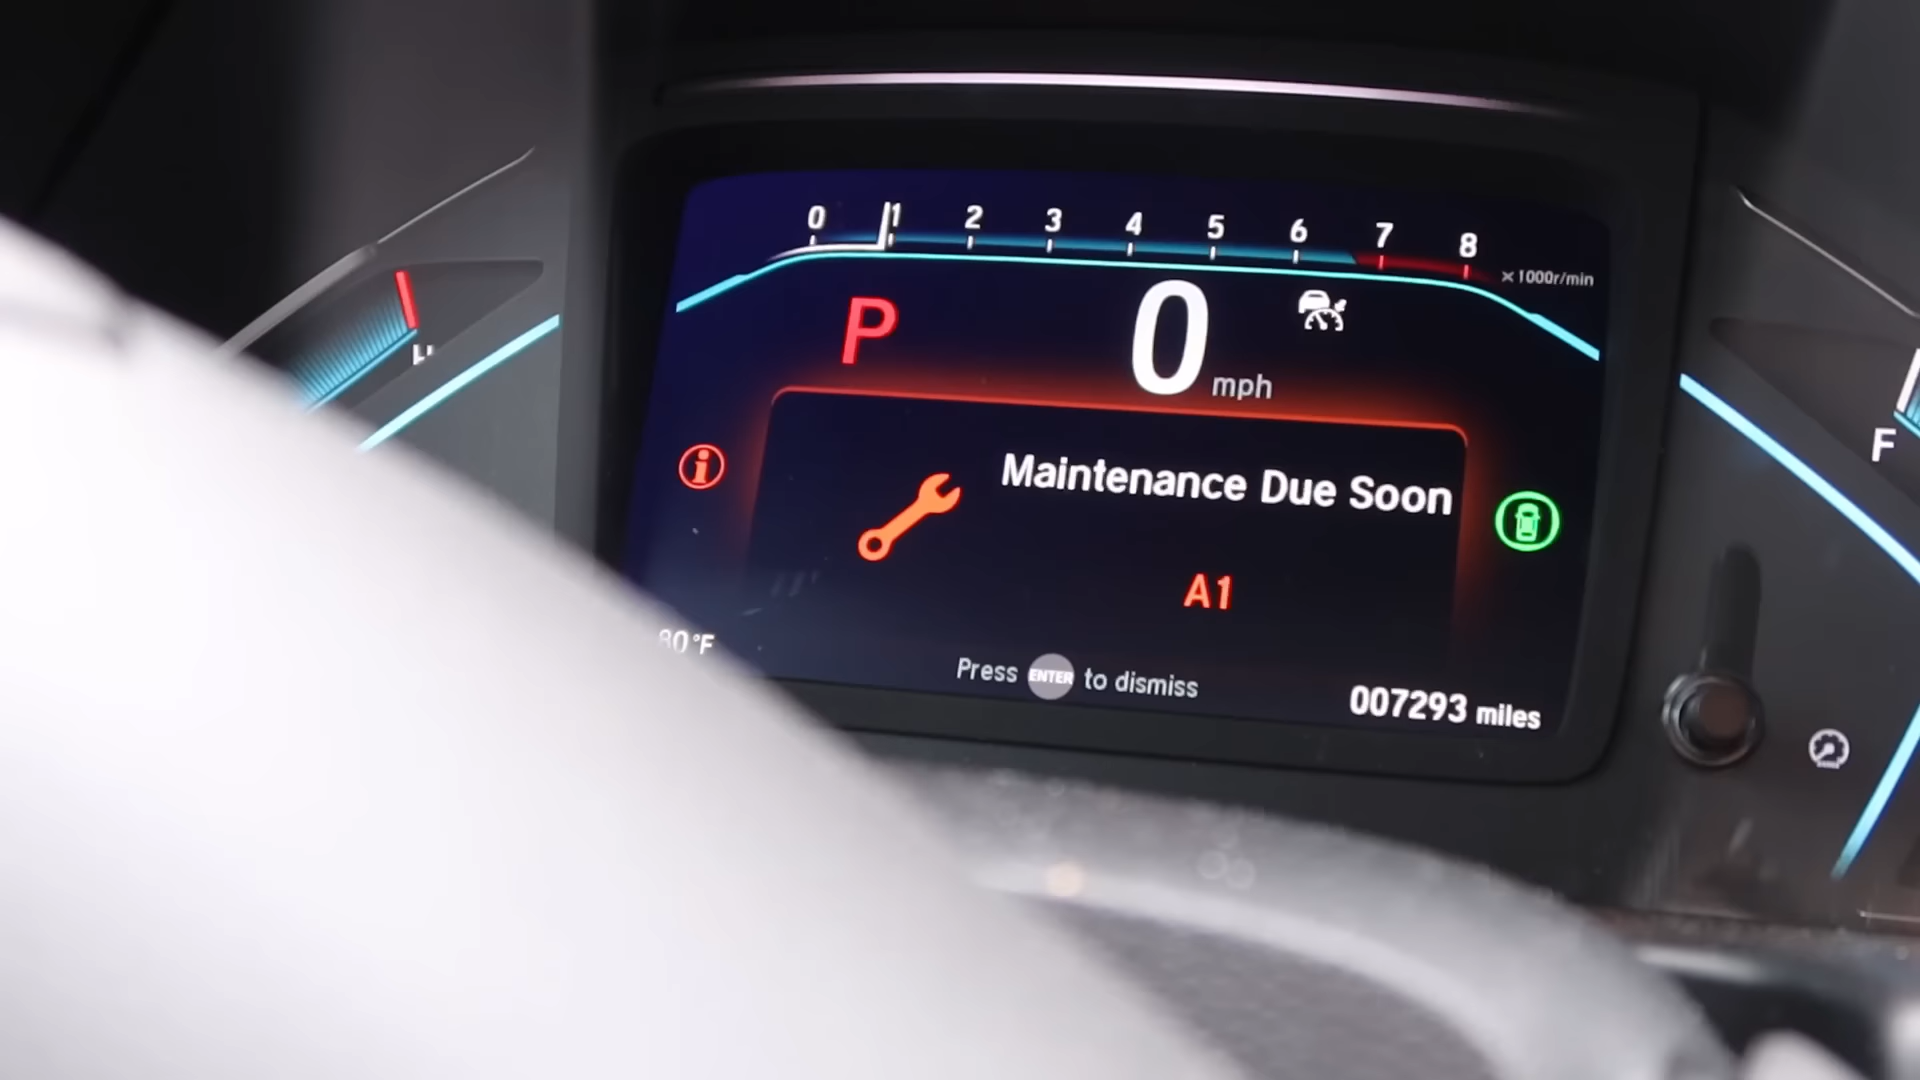 0 1 2 3 4 5 6 7 8
x1000r/min
P 0 mph
H
F
Maintenance Due Soon
A1
Press ENTER to dismiss
007293 miles